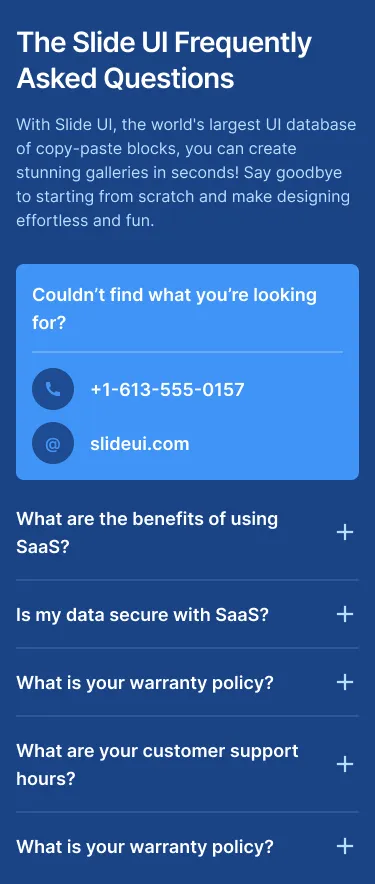 The Slide UI Frequently
Asked Questions
With Slide UI, the world's largest UI database
of copy-paste blocks, you can create
stunning galleries in seconds! Say goodbye
to starting from scratch and make designing
effortless and fun.
Couldn’t find what you’re looking
for?
+1-613-555-0157
@ slideui.com
What are the benefits of using
SaaS?
Is my data secure with SaaS?
What is your warranty policy?
What are your customer support
hours?
What is your warranty policy?